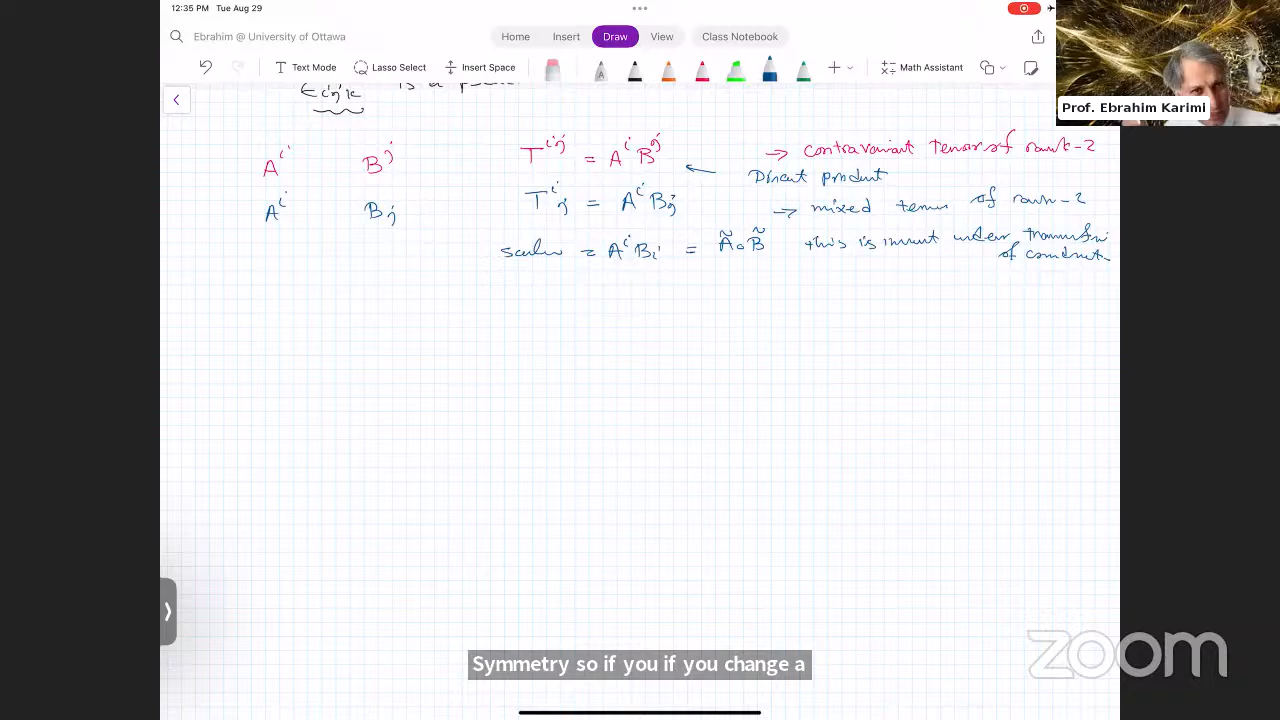 12:35 PM Tue Aug 29
Ebrahim @ University of Ottawa
Home Insert Draw View Class Notebook
Text Mode Lasso Select Insert Space Math Assistant
Prof. Ebrahim Karimi
ϵijk is a
A^i B^j T^{ij} = A^i B^j → contravariant tensor of rank-2
← Direct product
A^i B_j T^i_j = A^i B_j → mixed tensor of rank-2
scalar = A^i B_i = Ã∘B̃ this is under
of
zoom
Symmetry so if you if you change a